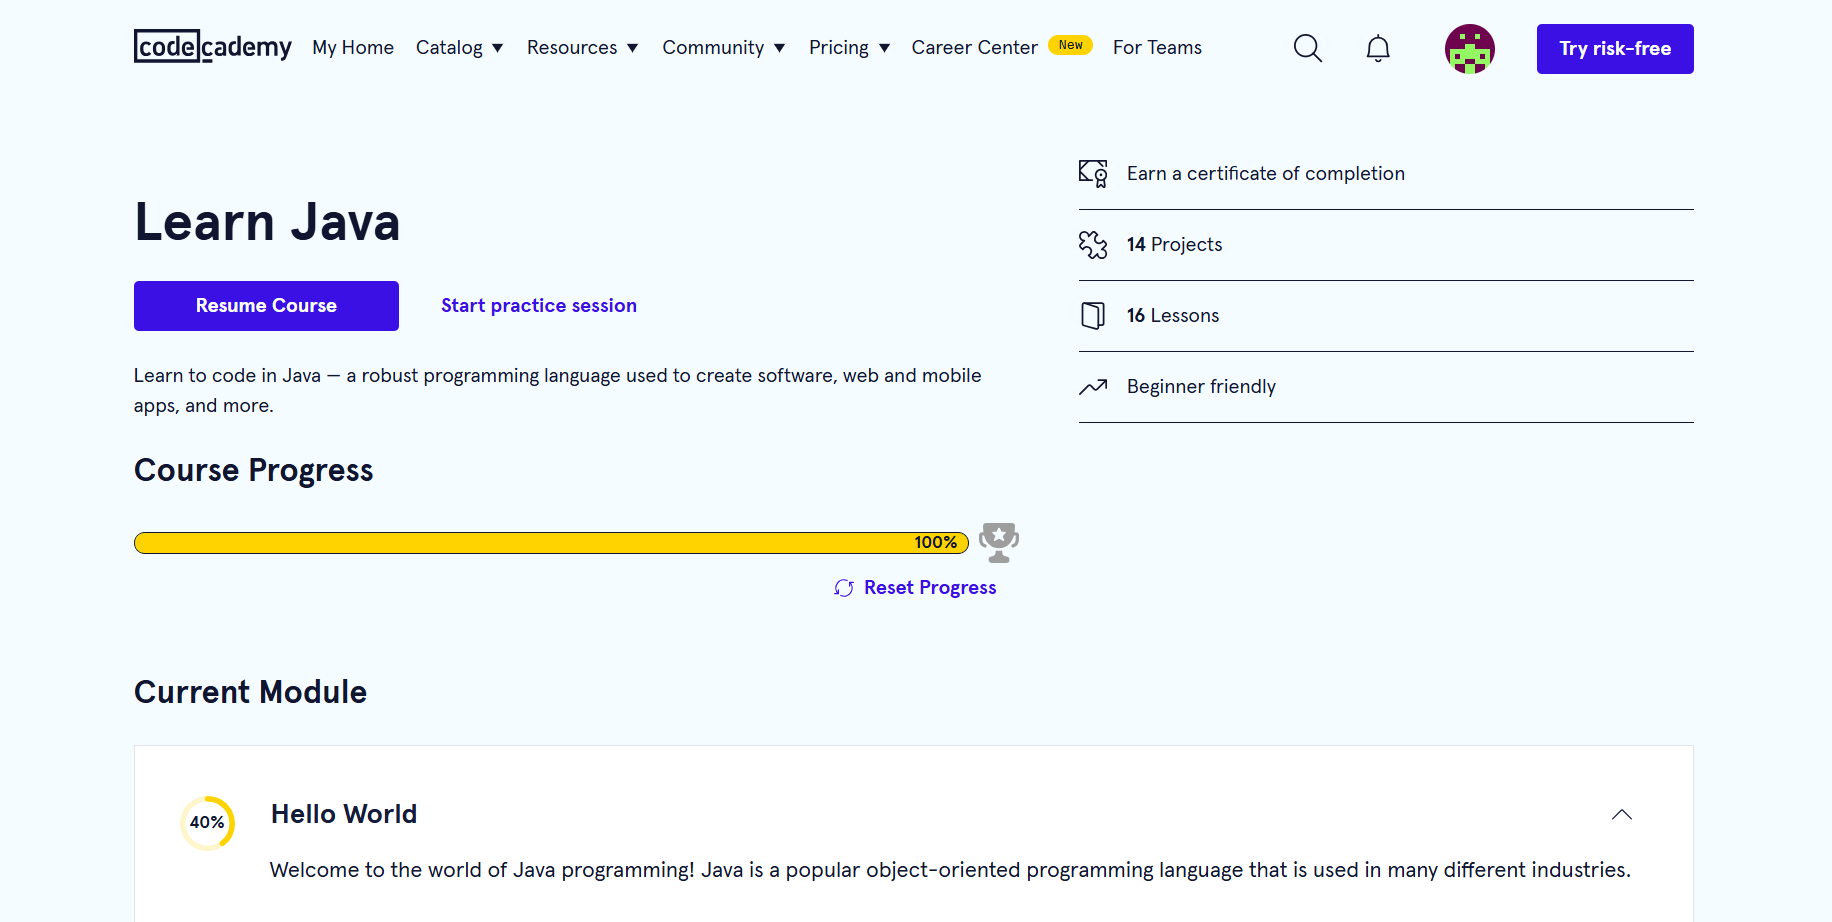 codecademy My Home Catalog Resources Community Pricing Career Center New For Teams Try risk-free
Earn a certificate of completion
Learn Java
14 Projects
Resume Course Start practice session
16 Lessons
Learn to code in Java — a robust programming language used to create software, web and mobile
apps, and more.
Beginner friendly
Course Progress
100%
Reset Progress
Current Module
40% Hello World
Welcome to the world of Java programming! Java is a popular object-oriented programming language that is used in many different industries.